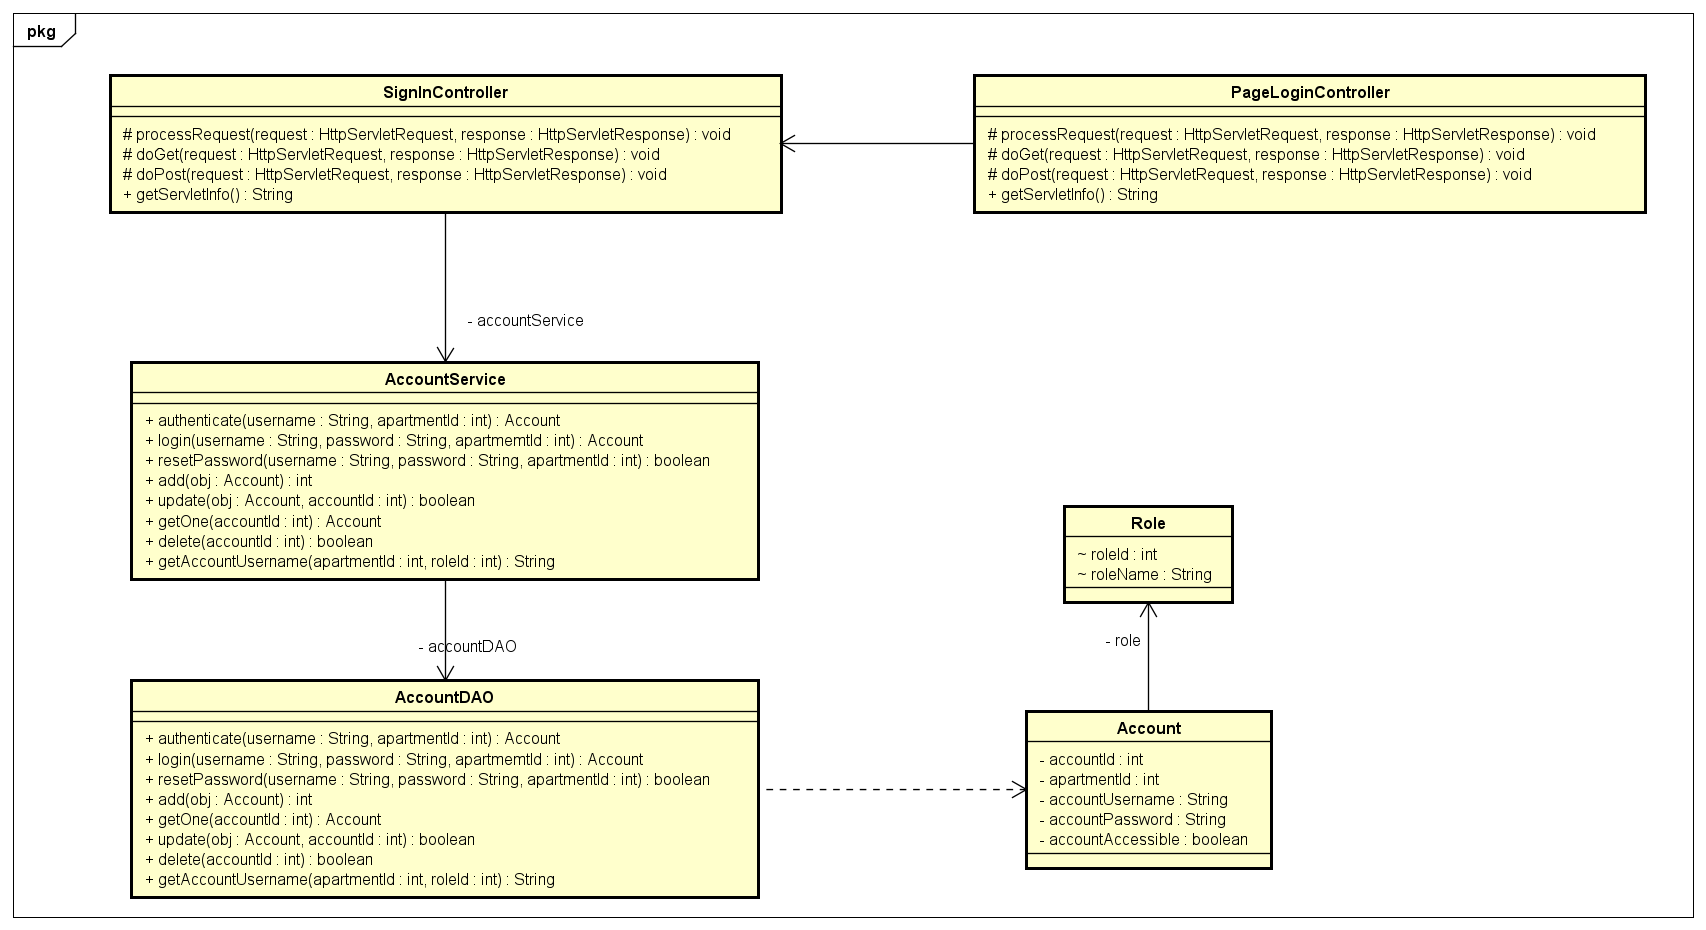 pkg
SignInController
# processRequest(request : HttpServletRequest, response : HttpServletResponse) : void
# doGet(request : HttpServletRequest, response : HttpServletResponse) : void
# doPost(request : HttpServletRequest, response : HttpServletResponse) : void
+ getServletInfo() : String
PageLoginController
# processRequest(request : HttpServletRequest, response : HttpServletResponse) : void
# doGet(request : HttpServletRequest, response : HttpServletResponse) : void
# doPost(request : HttpServletRequest, response : HttpServletResponse) : void
+ getServletInfo() : String
- accountService
AccountService
+ authenticate(username : String, apartmentId : int) : Account
+ login(username : String, password : String, apartmemtId : int) : Account
+ resetPassword(username : String, password : String, apartmentId : int) : boolean
+ add(obj : Account) : int
+ update(obj : Account, accountId : int) : boolean
+ getOne(accountId : int) : Account
+ delete(accountId : int) : boolean
+ getAccountUsername(apartmentId : int, roleId : int) : String
Role
~ roleId : int
~ roleName : String
- role
- accountDAO
AccountDAO
+ authenticate(username : String, apartmentId : int) : Account
+ login(username : String, password : String, apartmemtId : int) : Account
+ resetPassword(username : String, password : String, apartmentId : int) : boolean
+ add(obj : Account) : int
+ getOne(accountId : int) : Account
+ update(obj : Account, accountId : int) : boolean
+ delete(accountId : int) : boolean
+ getAccountUsername(apartmentId : int, roleId : int) : String
Account
- accountId : int
- apartmentId : int
- accountUsername : String
- accountPassword : String
- accountAccessible : boolean